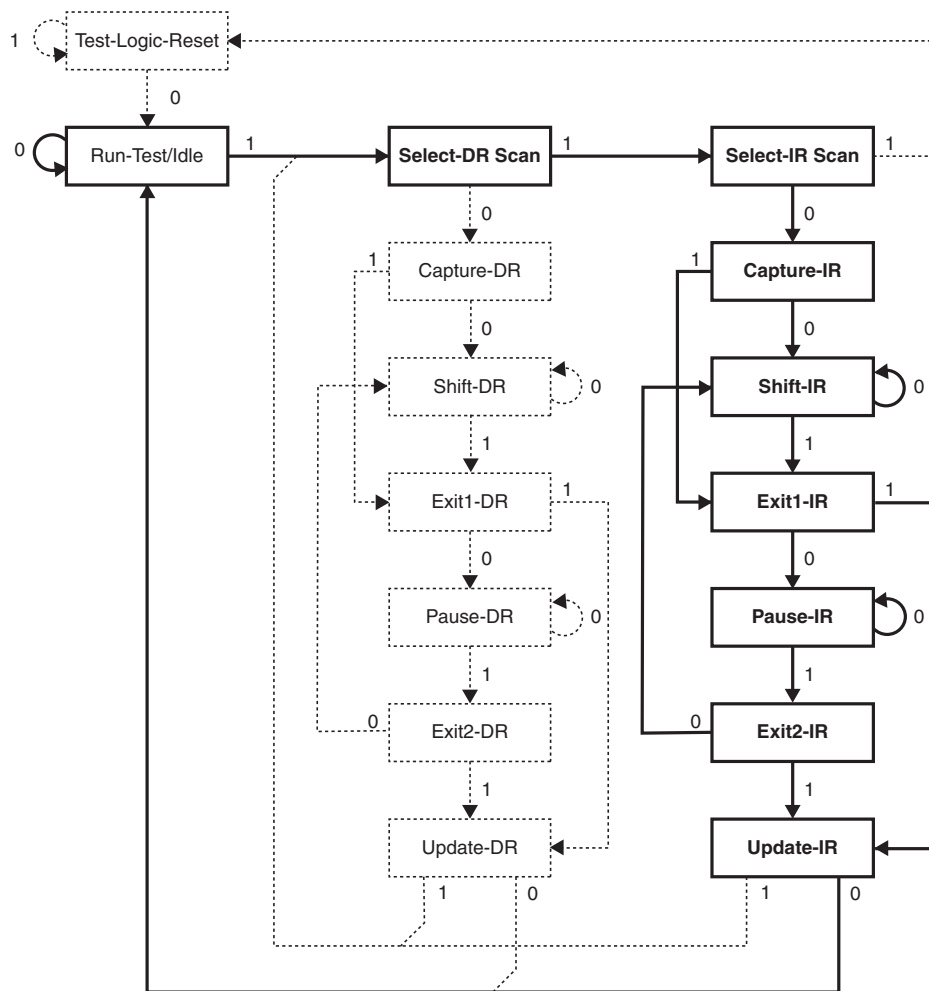 1 Test-Logic-Reset
0
0 Run-Test/Idle 1 Select-DR Scan 1 Select-IR Scan 1
0 0
1 Capture-DR 1 Capture-IR
0 0
Shift-DR 0 Shift-IR 0
1 1
Exit1-DR 1 Exit1-IR 1
0 0
Pause-DR 0 Pause-IR 0
1 1
0 Exit2-DR 0 Exit2-IR
1 1
Update-DR Update-IR
1 0 1 0